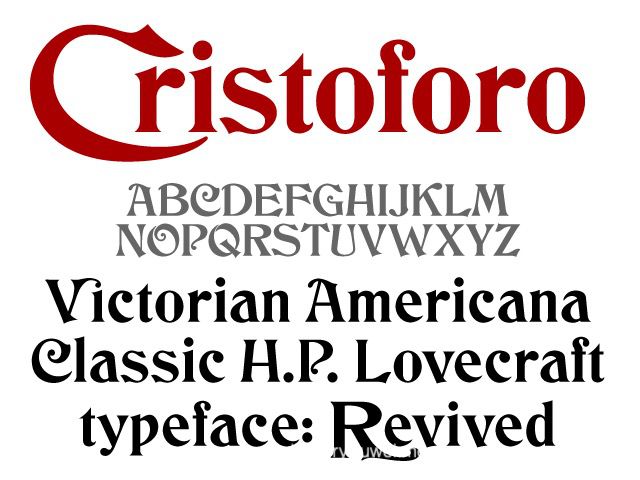 Cristoforo
ABCDEFGHIJKLM
NOPQRSTUVWXYZ
Victorian Americana
Classic H.P. Lovecraft
typeface: Revived